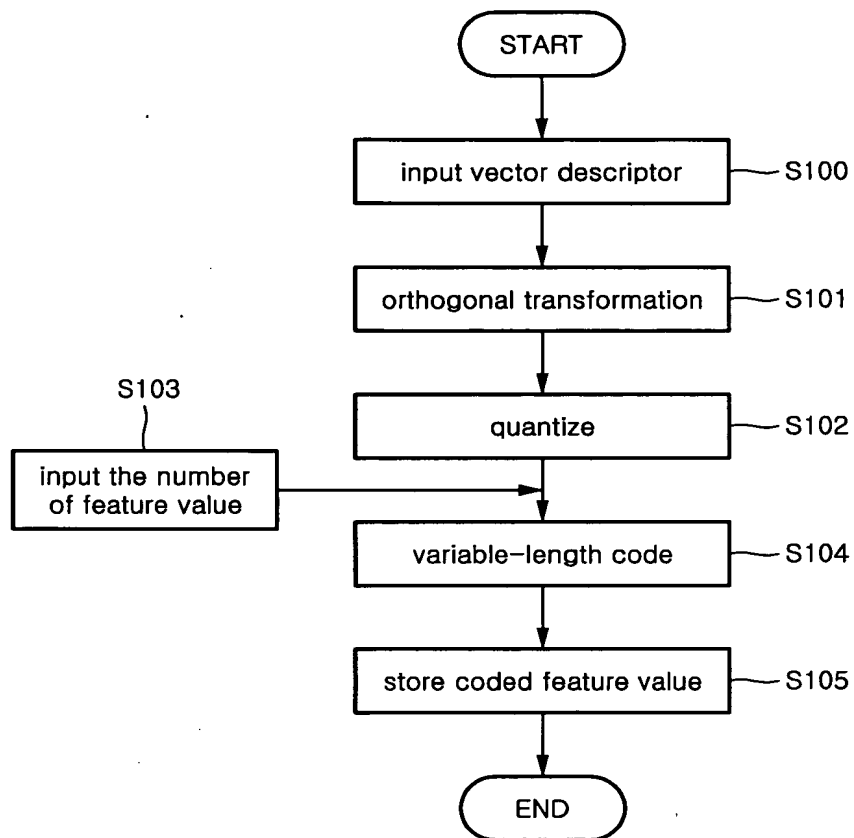 START
input vector descriptor
S100
orthogonal transformation
S101
S103
quantize
S102
input the number
of feature value
variable-length code
S104
store coded feature value
S105
END